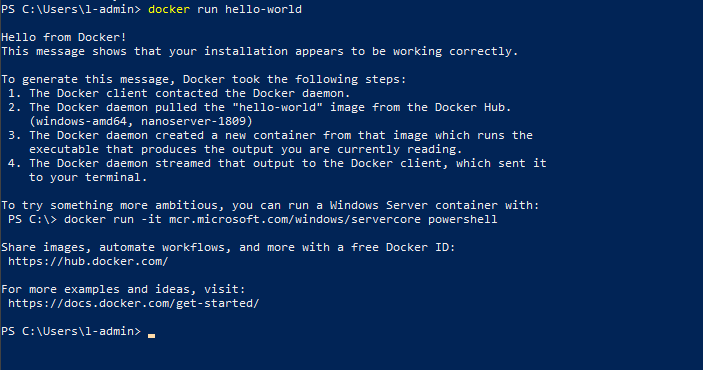 PS C:\Users\l-admin> docker run hello-world
Hello from Docker!
This message shows that your installation appears to be working correctly.
To generate this message, Docker took the following steps:
1. The Docker client contacted the Docker daemon.
2. The Docker daemon pulled the "hello-world" image from the Docker Hub.
(windows-amd64, nanoserver-1809)
3. The Docker daemon created a new container from that image which runs the
executable that produces the output you are currently reading.
4. The Docker daemon streamed that output to the Docker client, which sent it
to your terminal.
To try something more ambitious, you can run a Windows Server container with:
PS C:\> docker run -it mcr.microsoft.com/windows/servercore powershell
Share images, automate workflows, and more with a free Docker ID:
https://hub.docker.com/
For more examples and ideas, visit:
https://docs.docker.com/get-started/
PS C:\Users\l-admin>